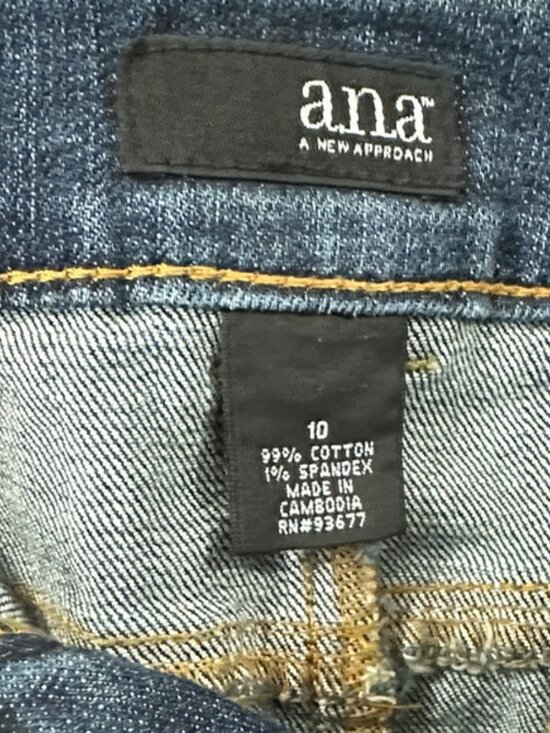 a.n.a™
A NEW APPROACH
10
99% COTTON
1% SPANDEX
MADE IN
CAMBODIA
RN#93677